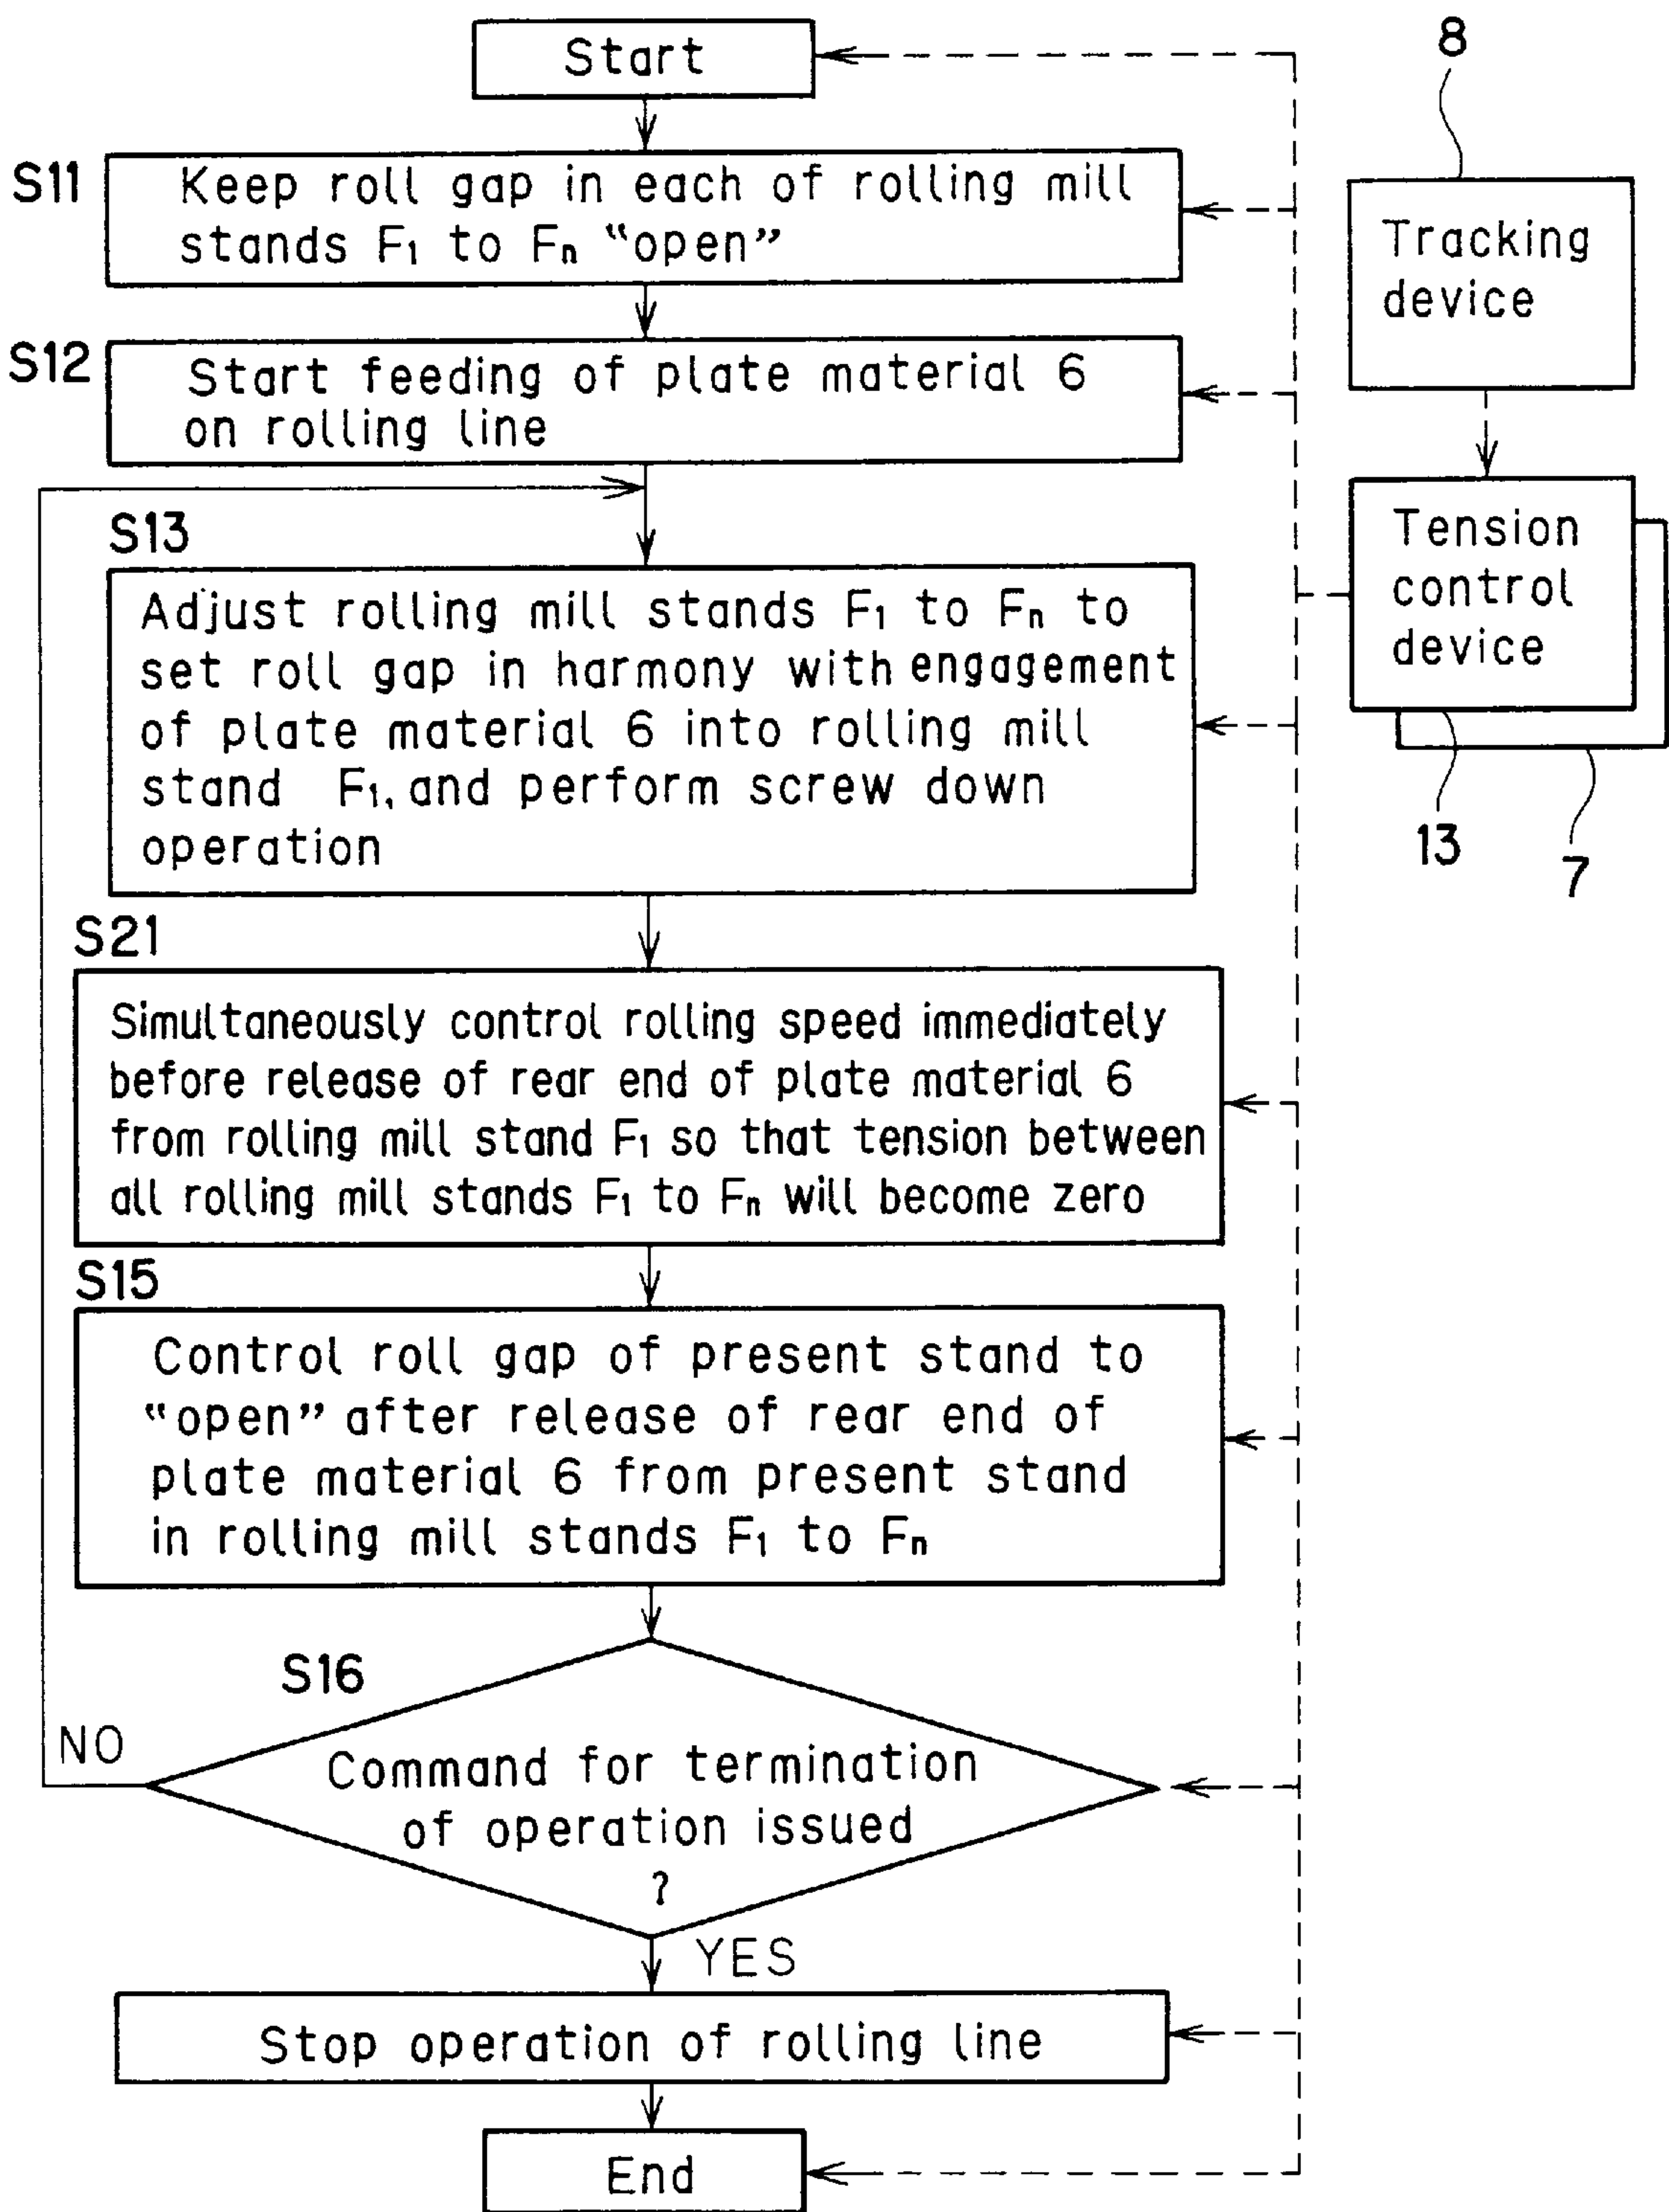 Start
S11
Keep roll gap in each of rolling mill
stands F1 to Fn “open”
S12
Start feeding of plate material 6
on rolling line
S13
Adjust rolling mill stands F1 to Fn to
set roll gap in harmony with engagement
of plate material 6 into rolling mill
stand F1, and perform screw down
operation
S21
Simultaneously control rolling speed immediately
before release of rear end of plate material 6
from rolling mill stand F1 so that tension between
all rolling mill stands F1 to Fn will become zero
S15
Control roll gap of present stand to
“open” after release of rear end of
plate material 6 from present stand
in rolling mill stands F1 to Fn
S16
Command for termination
of operation issued
?
NO
YES
Stop operation of rolling line
End
8
Tracking
device
Tension
control
device
13
7